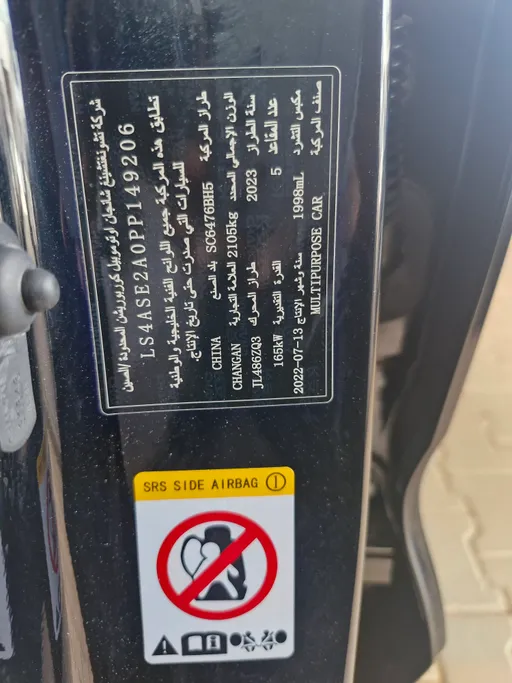 شركة تشونغتشينغ شانجان اوتوموبيل كوربوريشن المحدودة /الصين
LS4ASE2A0PP149206
تطابق هذه المركبة جميع اللوائح الفنية الخليجية والوطنية
للسيارات التي صدرت حتى تاريخ الإنتاج.
طراز المركبة SC6476BH5 بلد الصنع CHINA
الوزن الإجمالي المحدد 2105kg العلامة التجارية CHANGAN
سنة الطراز 2023 طراز المحرك JL486ZQ3
عدد المقاعد 5 القدرة التقديرية 165kW
مكبس التشرد 1998mL سنة وشهر الإنتاج 2022-07-13
صنف المركبة MULTIPURPOSE CAR
SRS SIDE AIRBAG